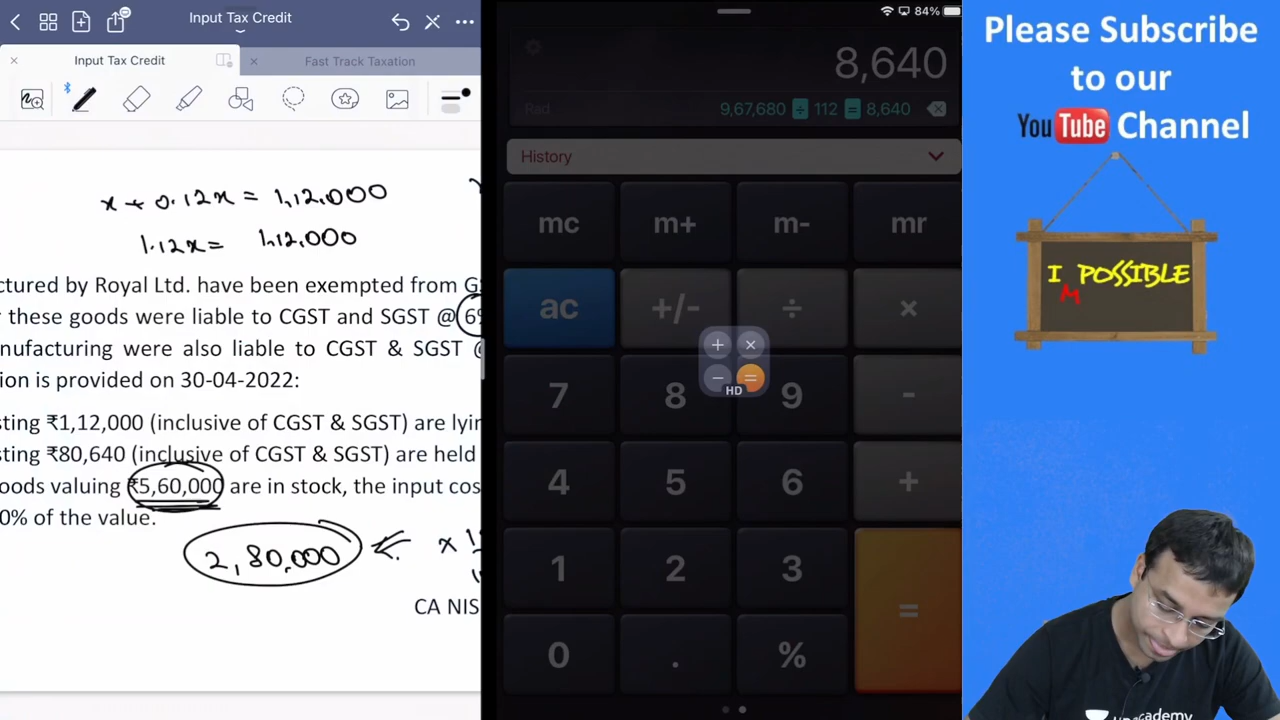 Input Tax Credit
84%
Input Tax Credit
Fast Track Taxation
x + 0.12x = 1,12,000
1.12x = 1,12,000
ctured by Royal Ltd. have been exempted from G
r these goods were liable to CGST and SGST @ 6%
nufacturing were also liable to CGST & SGST @
ion is provided on 30-04-2022:
sting ₹1,12,000 (inclusive of CGST & SGST) are lyin
sting ₹80,640 (inclusive of CGST & SGST) are held
oods valuing ₹5,60,000 are in stock, the input cos
0% of the value.
2,80,000
x
CA NIS
8,640
Rad 9,67,680 ÷ 112 = 8,640
History
mc m+ m- mr
ac +/- ÷ ×
7 8 9 -
4 5 6 +
1 2 3 =
0 . %
+ ×
- =
HD
Please Subscribe
to our
YouTube Channel
I POSSIBLE
M